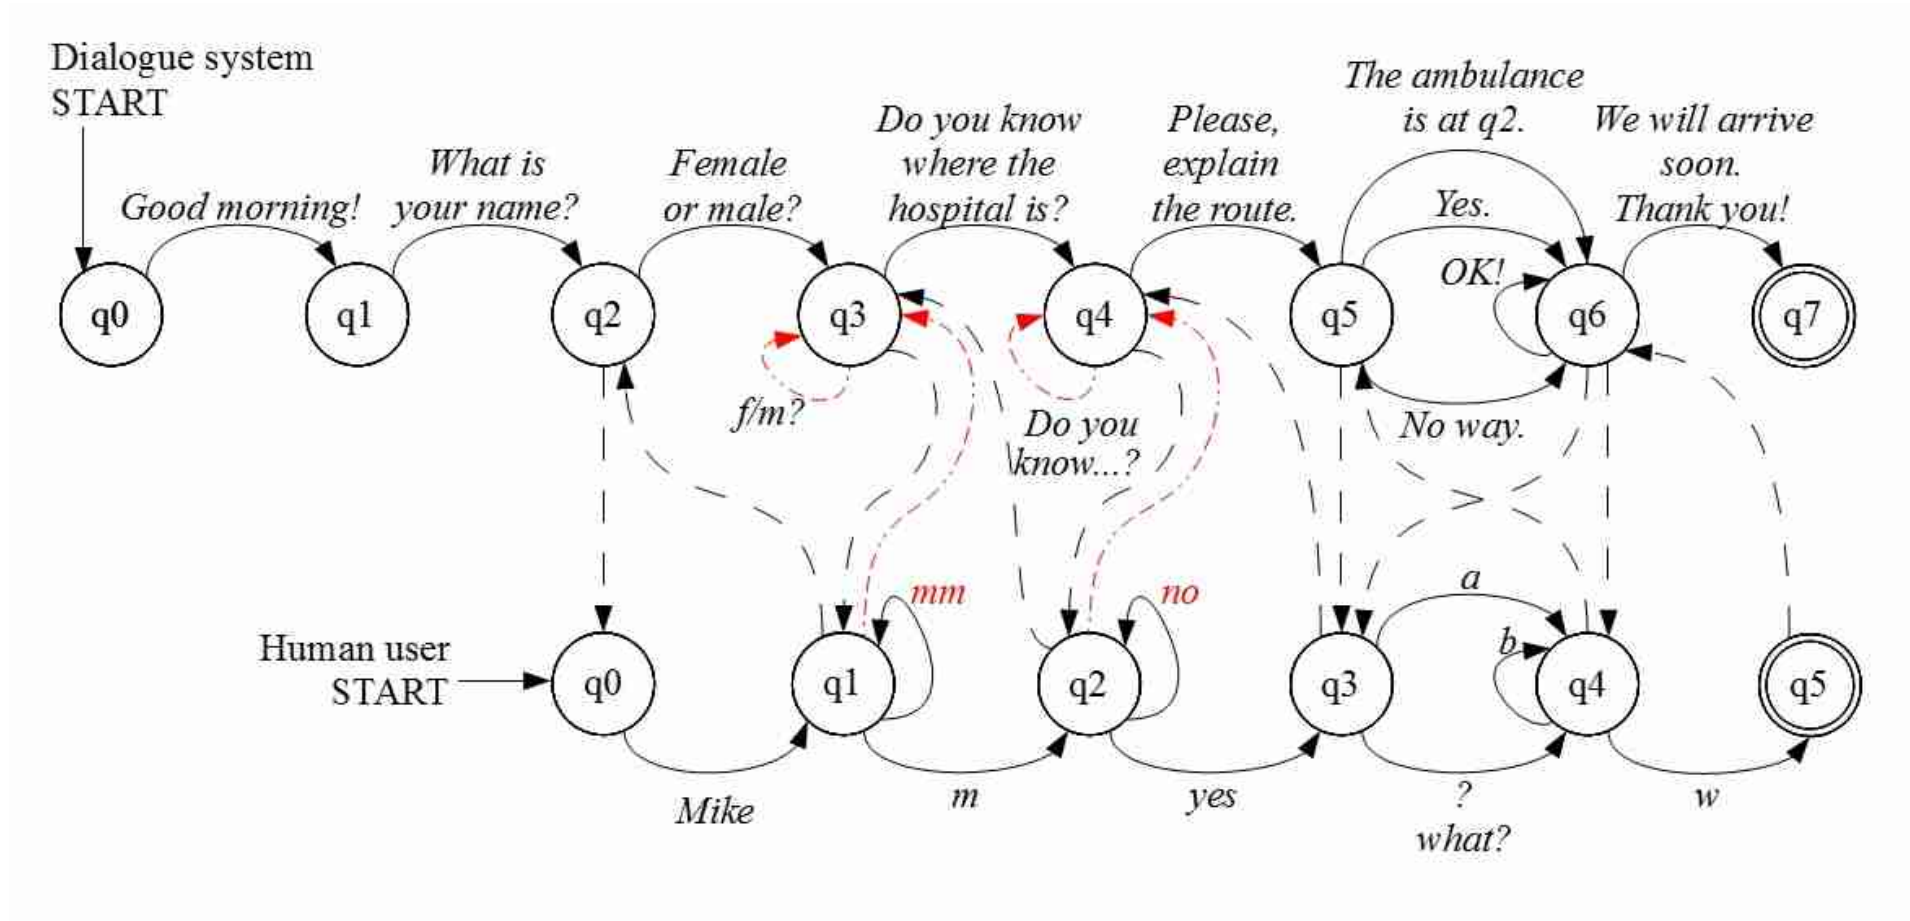 Dialogue system
START
The ambulance
is at q2.
Do you know
where the
hospital is?
Please,
explain
the route.
We will arrive
soon.
Thank you!
What is
your name?
Female
or male?
Good morning!
Yes.
OK!
q0
q1
q2
q3
q4
q5
q6
q7
f/m?
Do you
know...?
No way.
mm
no
a
b
Human user
START
q0
q1
q2
q3
q4
q5
Mike
m
yes
?
what?
w